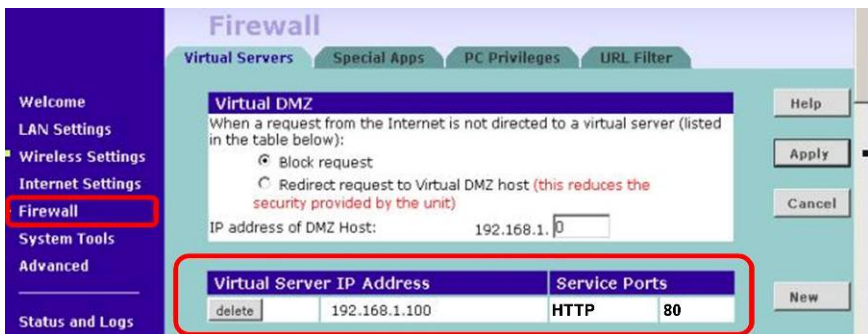 Firewall
Virtual Servers Special Apps PC Privileges URL Filter
Welcome
LAN Settings
Wireless Settings
Internet Settings
Firewall
System Tools
Advanced
Status and Logs
Virtual DMZ
When a request from the Internet is not directed to a virtual server (listed
in the table below):
Block request
Redirect request to Virtual DMZ host (this reduces the
security provided by the unit)
IP address of DMZ Host: 192.168.1. 0
Virtual Server IP Address Service Ports
delete 192.168.1.100 HTTP 80
Help
Apply
Cancel
New